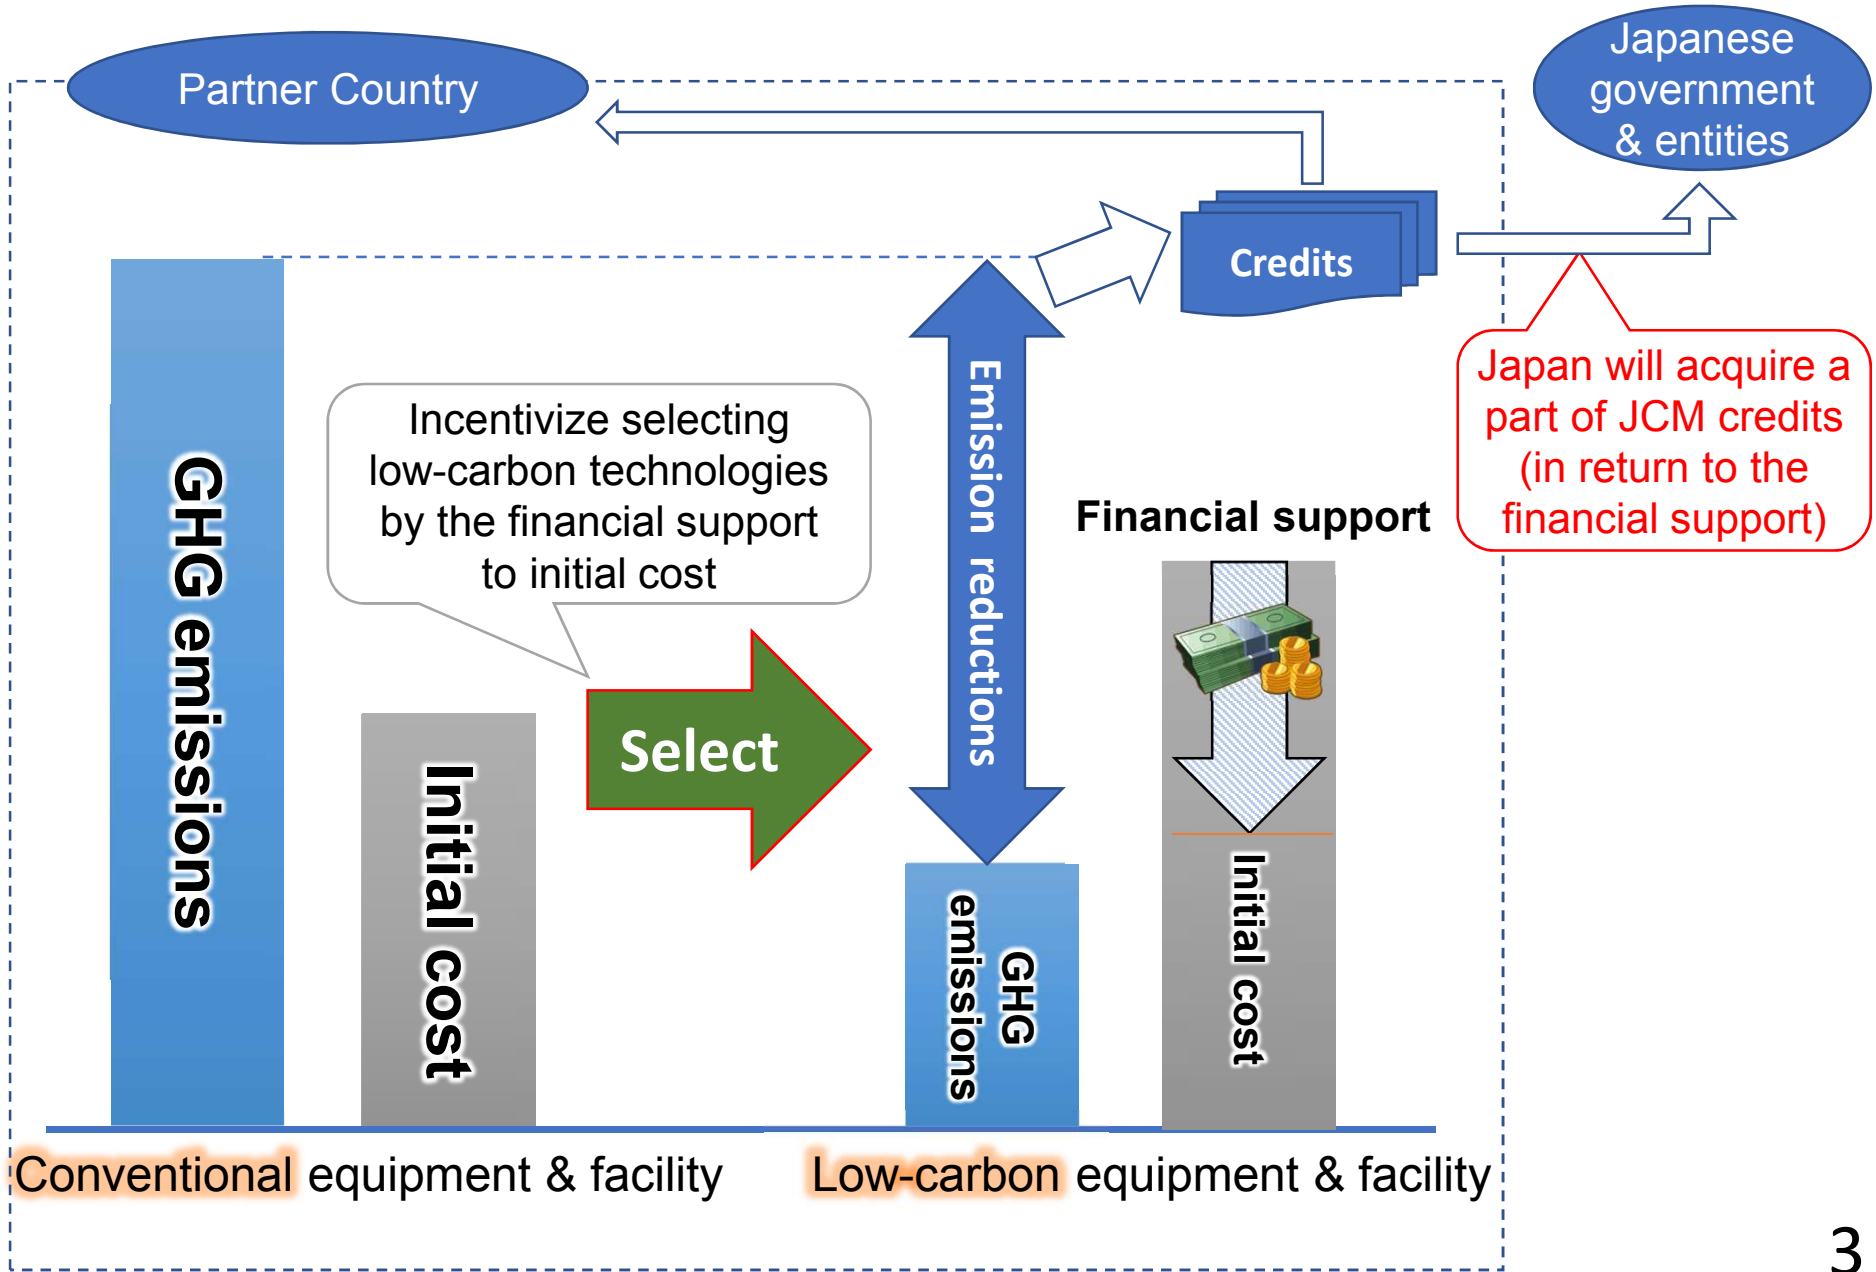 Partner Country
Japanese
government
& entities
Credits
Japan will acquire a
part of JCM credits
(in return to the
financial support)
Incentivize selecting
low-carbon technologies
by the financial support
to initial cost
Emission reductions
Financial support
GHG emissions
Initial cost
Select
GHG
emissions
Initial cost
Conventional equipment & facility
Low-carbon equipment & facility
3